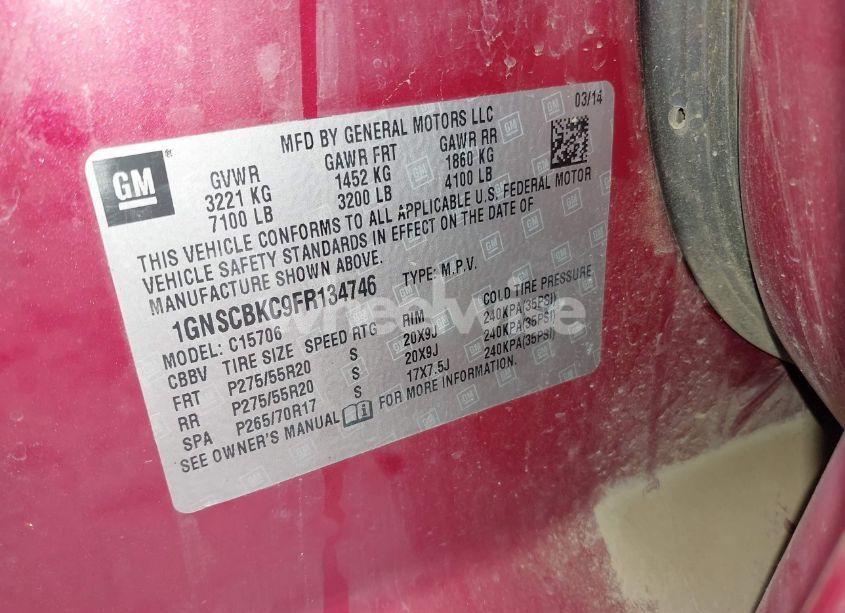 03/14
MFD BY GENERAL MOTORS LLC
GM
GVWR GAWR FRT GAWR RR
3221 KG 1452 KG 1860 KG
7100 LB 3200 LB 4100 LB
THIS VEHICLE CONFORMS TO ALL APPLICABLE U.S. FEDERAL MOTOR
VEHICLE SAFETY STANDARDS IN EFFECT ON THE DATE OF
MANUFACTURE SHOWN ABOVE.
1GNSCBKC9FR134746 TYPE: M.P.V.
MODEL: C15706
CBBV TIRE SIZE SPEED RTG RIM COLD TIRE PRESSURE
FRT P275/55R20 S 20X9J 240KPA(35PSI)
RR P275/55R20 S 20X9J 240KPA(35PSI)
SPA P265/70R17 S 17X7.5J 240KPA(35PSI)
SEE OWNER'S MANUAL FOR MORE INFORMATION.